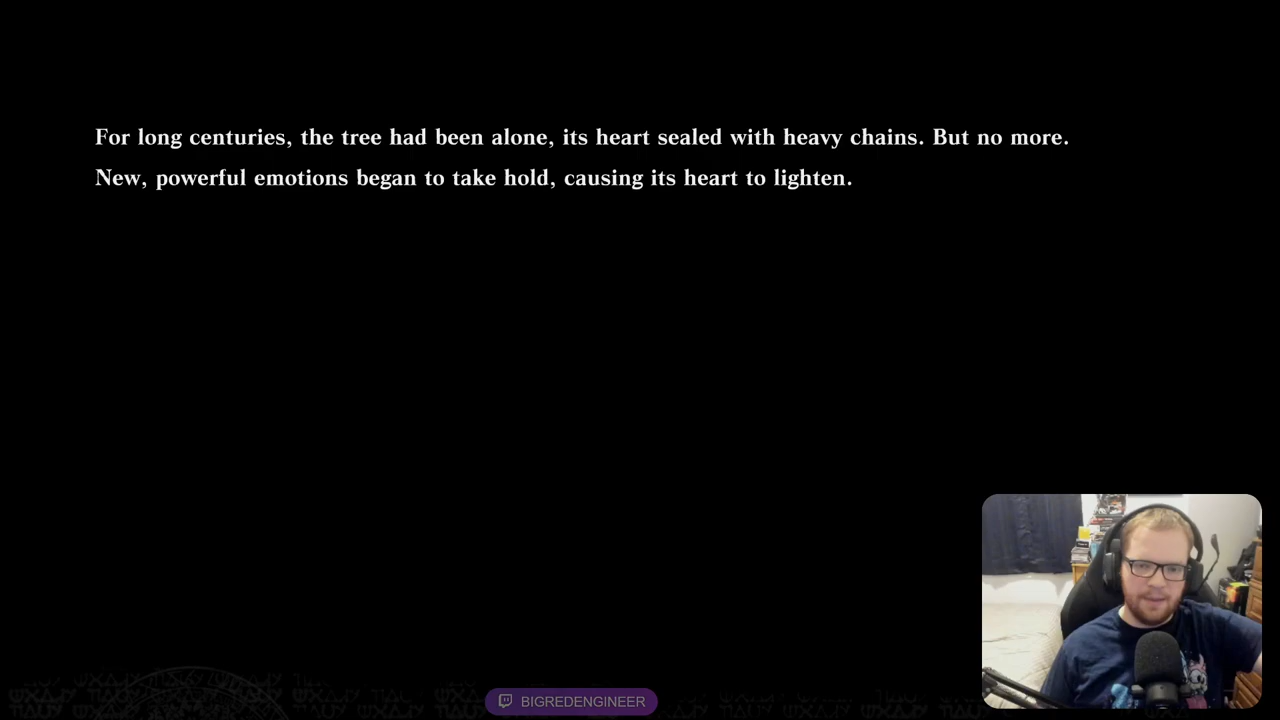 For long centuries, the tree had been alone, its heart sealed with heavy chains. But no more.
New, powerful emotions began to take hold, causing its heart to lighten.
BIGREDENGINEER